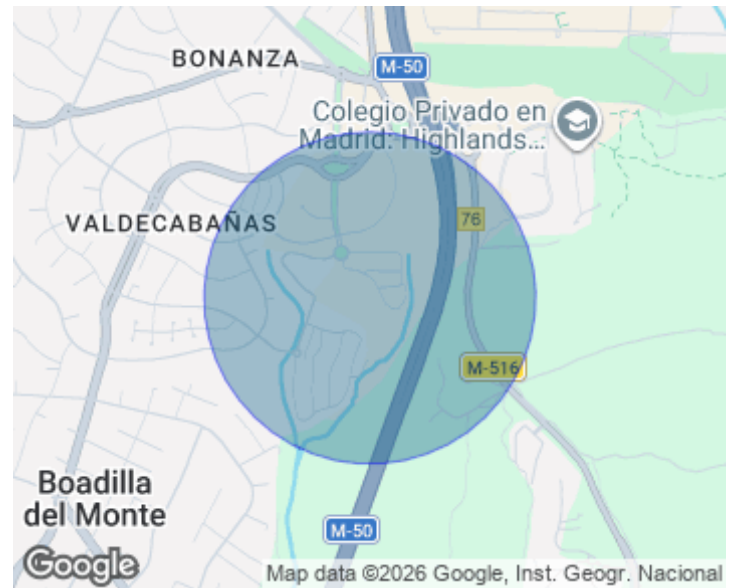 BONANZA
M-50
Colegio Privado en
Madrid: Highlands...
VALDECABAÑAS
76
M-516
Boadilla
del Monte
M-50
Google
Map data ©2026 Google, Inst. Geogr. Nacional